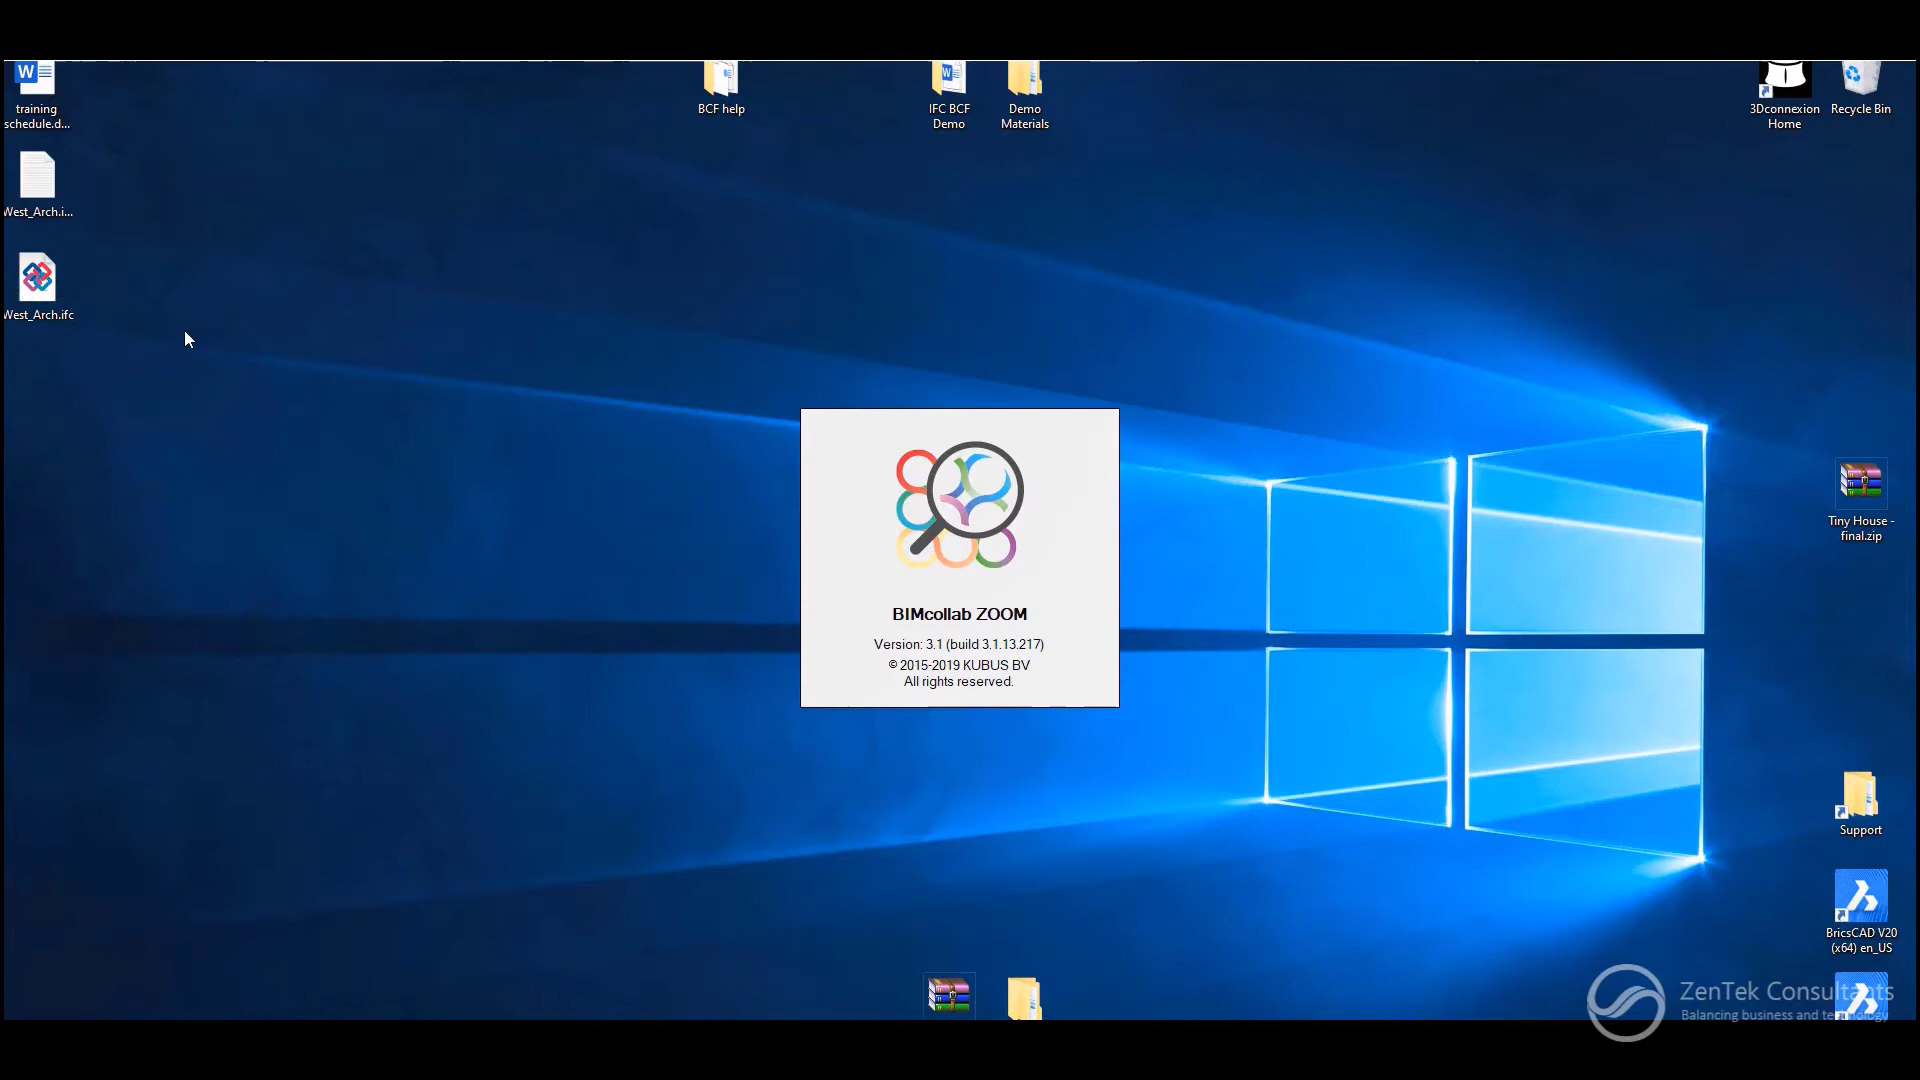 training
schedule.d...
BCF help
IFC BCF
Demo
Demo
Materials
3Dconnexion
Home
Recycle Bin
West_Arch.i...
West_Arch.ifc
BIMcollab ZOOM
Version: 3.1 (build 3.1.13.217)
© 2015-2019 KUBUS BV
All rights reserved.
Tiny House -
final.zip
Support
BricsCAD V20
(x64) en_US
ZenTek Consultants
Balancing business and technology